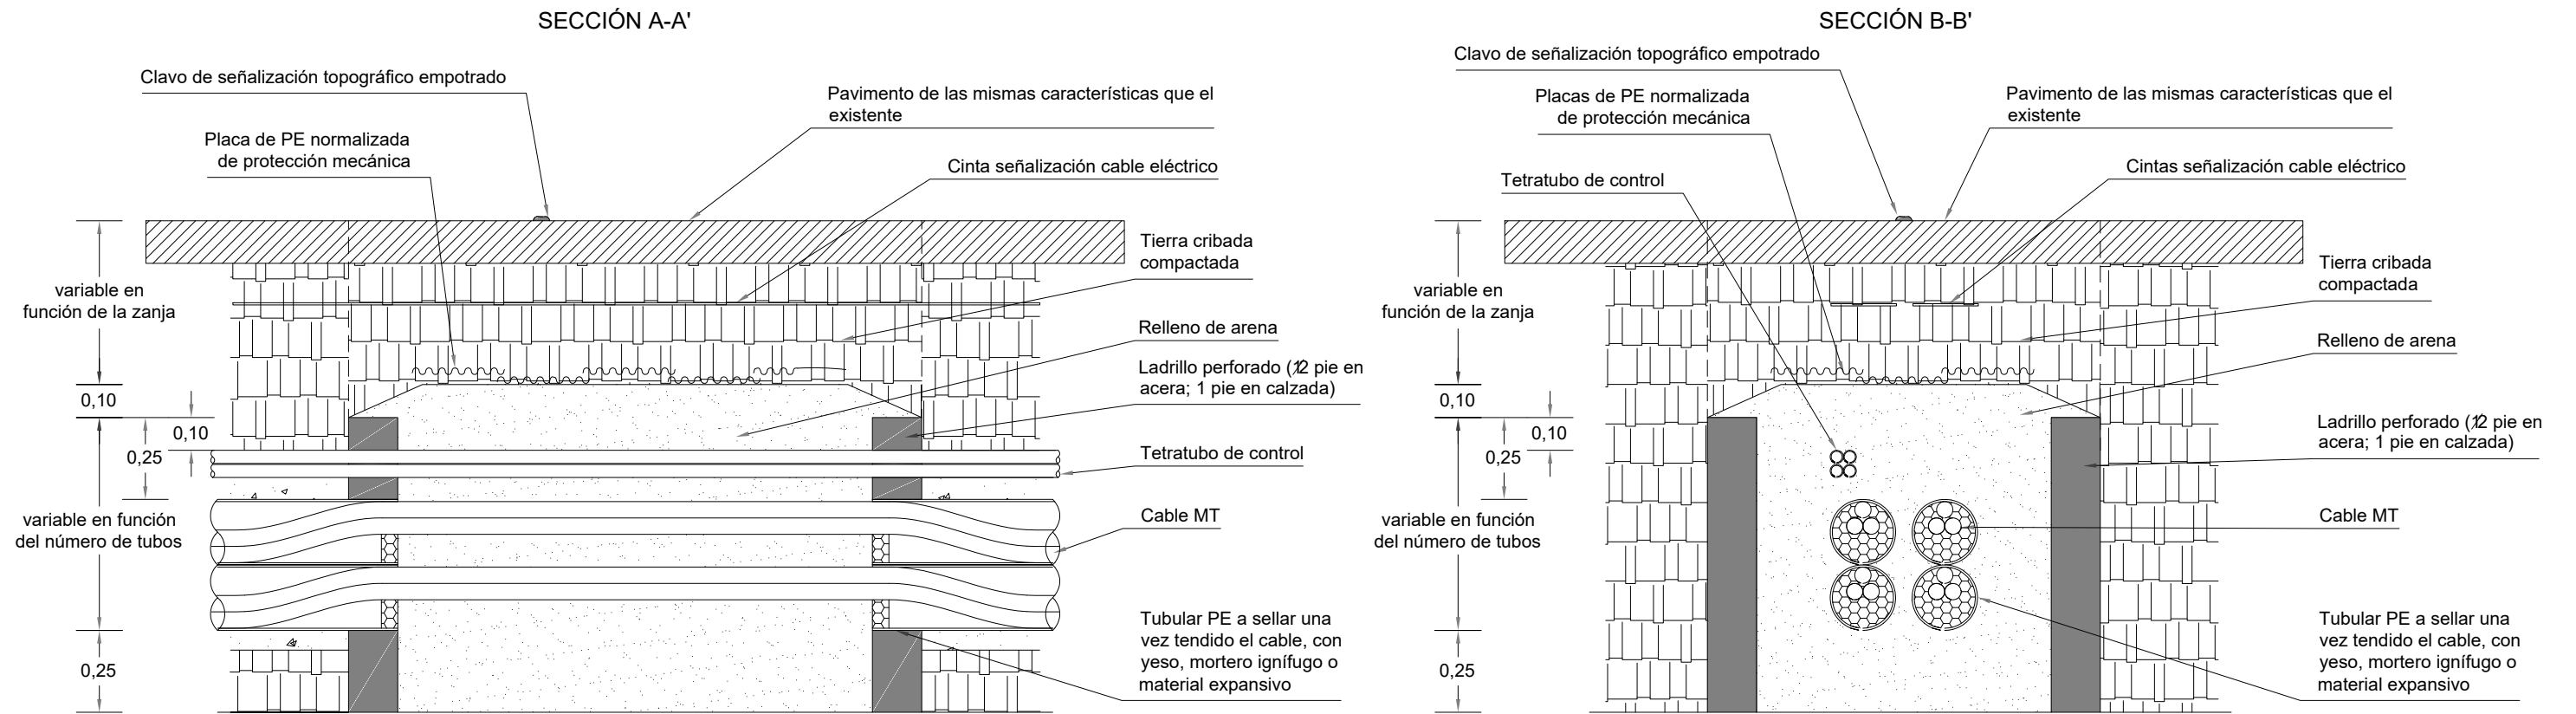 SECCIÓN A-A'
Clavo de señalización topográfico empotrado
Pavimento de las mismas características que el
existente
Placa de PE normalizada
de protección mecánica
Cinta señalización cable eléctrico
Tierra cribada
compactada
variable en
función de la zanja
Relleno de arena
Ladrillo perforado (1/2 pie en
acera; 1 pie en calzada)
0,10
0,10
0,25
Tetratubo de control
variable en función
del número de tubos
Cable MT
Tubular PE a sellar una
vez tendido el cable, con
yeso, mortero ignífugo o
material expansivo
0,25
SECCIÓN B-B'
Clavo de señalización topográfico empotrado
Placas de PE normalizada
de protección mecánica
Pavimento de las mismas características que el
existente
Cintas señalización cable eléctrico
Tetratubo de control
Tierra cribada
compactada
variable en
función de la zanja
Relleno de arena
0,10
0,10
0,25
Ladrillo perforado (1/2 pie en
acera; 1 pie en calzada)
variable en función
del número de tubos
Cable MT
Tubular PE a sellar una
vez tendido el cable, con
yeso, mortero ignífugo o
material expansivo
0,25